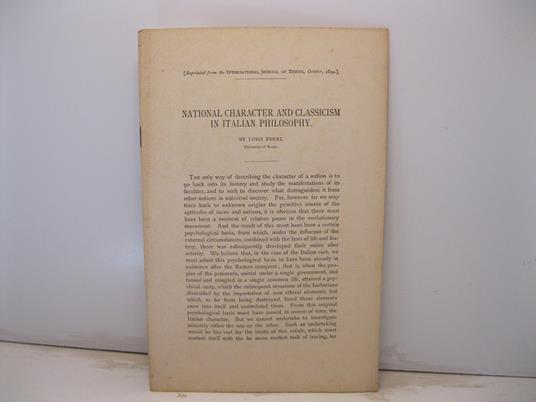 [Reprinted from the INTERNATIONAL JOURNAL OF ETHICS, October, 1894.]
NATIONAL CHARACTER AND CLASSICISM
IN ITALIAN PHILOSOPHY.
BY LUIGI FERRI,
University of Rome.
THE only way of describing the character of a nation is to
go back into its history and study the manifestations of its
faculties, and to seek to discover what distinguishes it from
other nations in universal society. For, however far we may
trace back to unknown origins the primitive source of the
aptitudes of races and nations, it is obvious that there must
have been a moment of relative pause in the evolutionary
movement. And the result of this must have been a certain
psychological basis, from which, under the influence of the
external circumstances, combined with the laws of life and his-
tory, there was subsequently developed their entire after
activity. We believe that, in the case of the Italian race, we
must admit this psychological basis to have been already in
existence after the Roman conquest; that is, when the peo-
ples of the peninsula, united under a single government, and
bound and mingled in a single common life, attained a psy-
chical unity, which the subsequent invasions of the barbarians
diversified by the importation of new ethical elements, but
which, so far from being destroyed, fused those elements
anew into itself and assimilated them. From this original
psychological basis must have issued, in course of time, the
Italian character. But we cannot undertake to investigate
minutely either the one or the other. Such an undertaking
would be too vast for the limits of this article, which must
content itself with the far more modest task of tracing, by